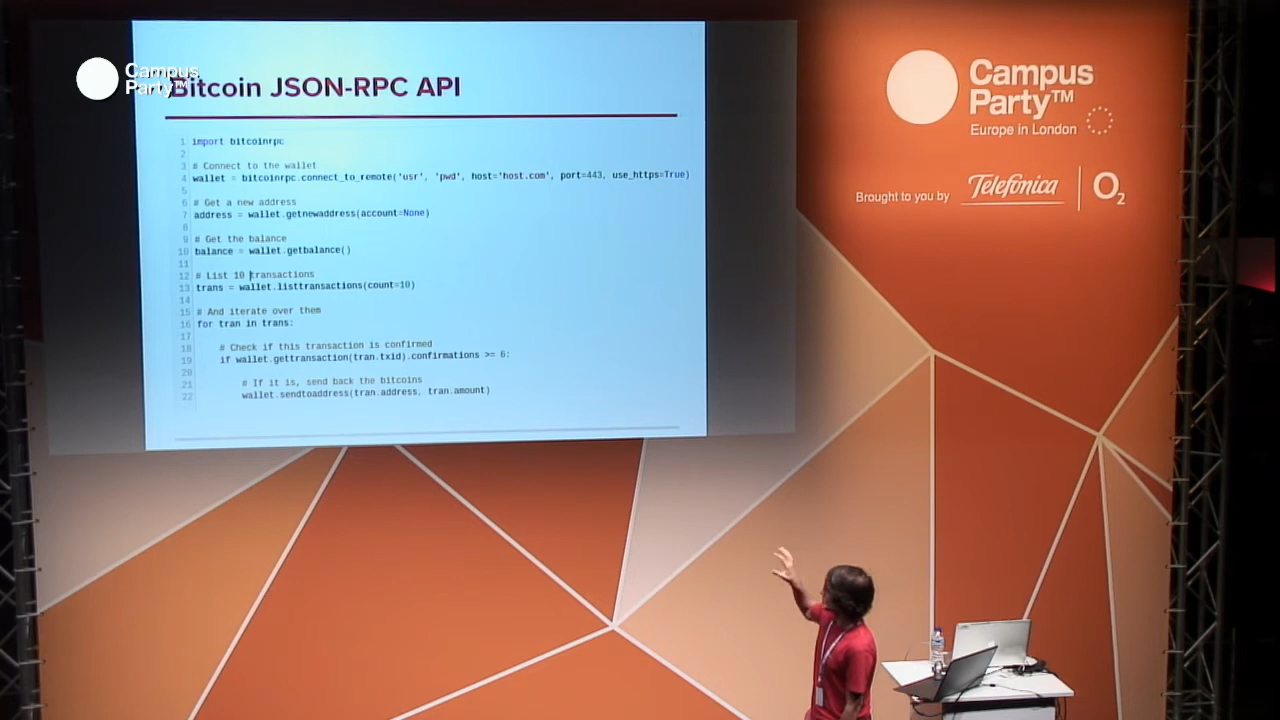 Campus
Party™
Bitcoin JSON-RPC API
1 import bitcoinrpc
2
3 # Connect to the wallet
4 wallet = bitcoinrpc.connect_to_remote('usr', 'pwd', host='host.com', port=443, use_https=True)
5
6 # Get a new address
7 address = wallet.getnewaddress(account=None)
8
9 # Get the balance
10 balance = wallet.getbalance()
11
12 # List 10 transactions
13 trans = wallet.listtransactions(count=10)
14
15 # And iterate over them
16 for tran in trans:
17
18 # Check if this transaction is confirmed
19 if wallet.gettransaction(tran.txid).confirmations >= 6:
20
21 # If it is, send back the bitcoins
22 wallet.sendtoaddress(tran.address, tran.amount)
Campus
Party™
Europe in London
Brought to you by Telefónica O2